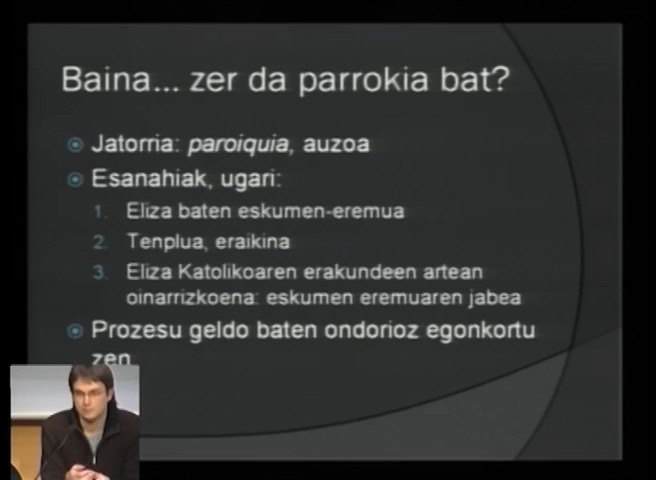 Baina... zer da parrokia bat?
Jatorria: paroiquia, auzoa
Esanahiak, ugari:
1. Eliza baten eskumen-eremua
2. Tenplua, eraikina
3. Eliza Katolikoaren erakundeen artean
oinarrizkoena: eskumen eremuaren jabea
Prozesu geldo baten ondorioz egonkortu
zen